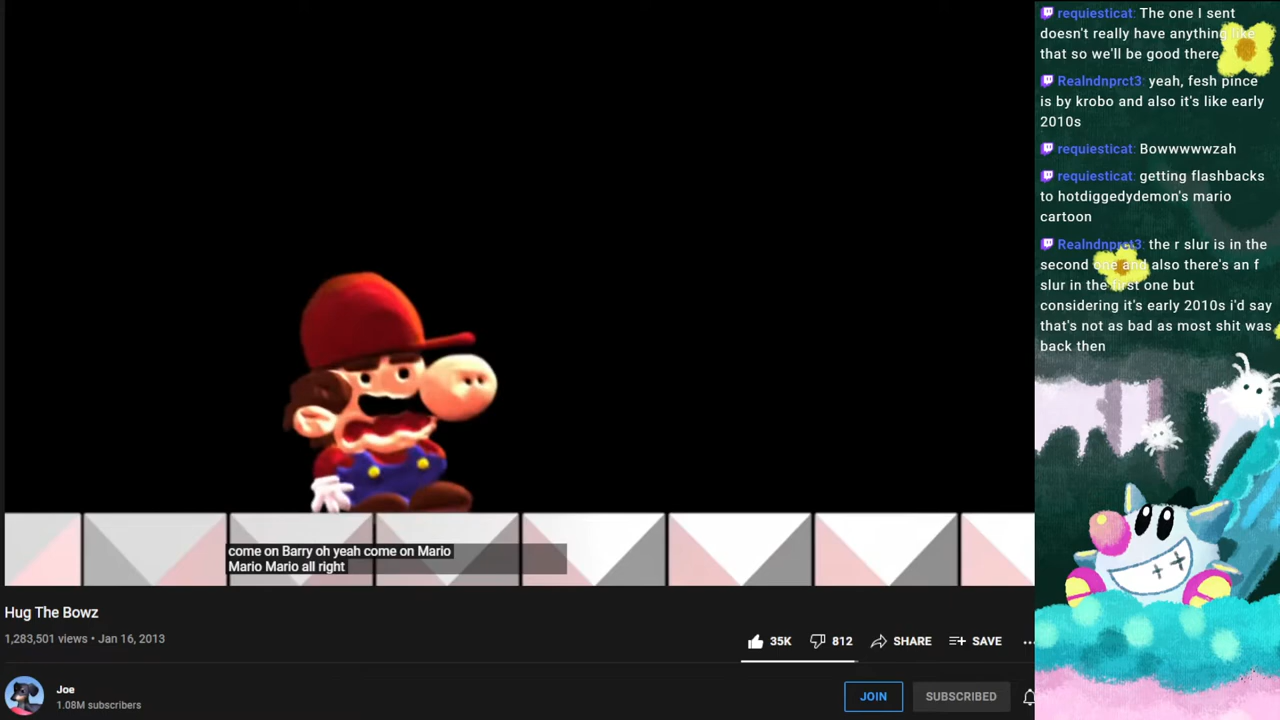 come on Barry oh yeah come on Mario
Mario Mario all right
Hug The Bowz
1,283,501 views • Jan 16, 2013
35K
812
SHARE
SAVE
Joe
1.08M subscribers
JOIN
SUBSCRIBED
requiesticat: The one I sent
doesn't really have anything like
that so we'll be good there
Realndnprct3: yeah, fesh pince
is by krobo and also it's like early
2010s
requiesticat: Bowwwwwzah
requiesticat: getting flashbacks
to hotdiggedydemon's mario
cartoon
Realndnprct3: the r slur is in the
second one and also there's an f
slur in the first one but
considering it's early 2010s i'd say
that's not as bad as most shit was
back then